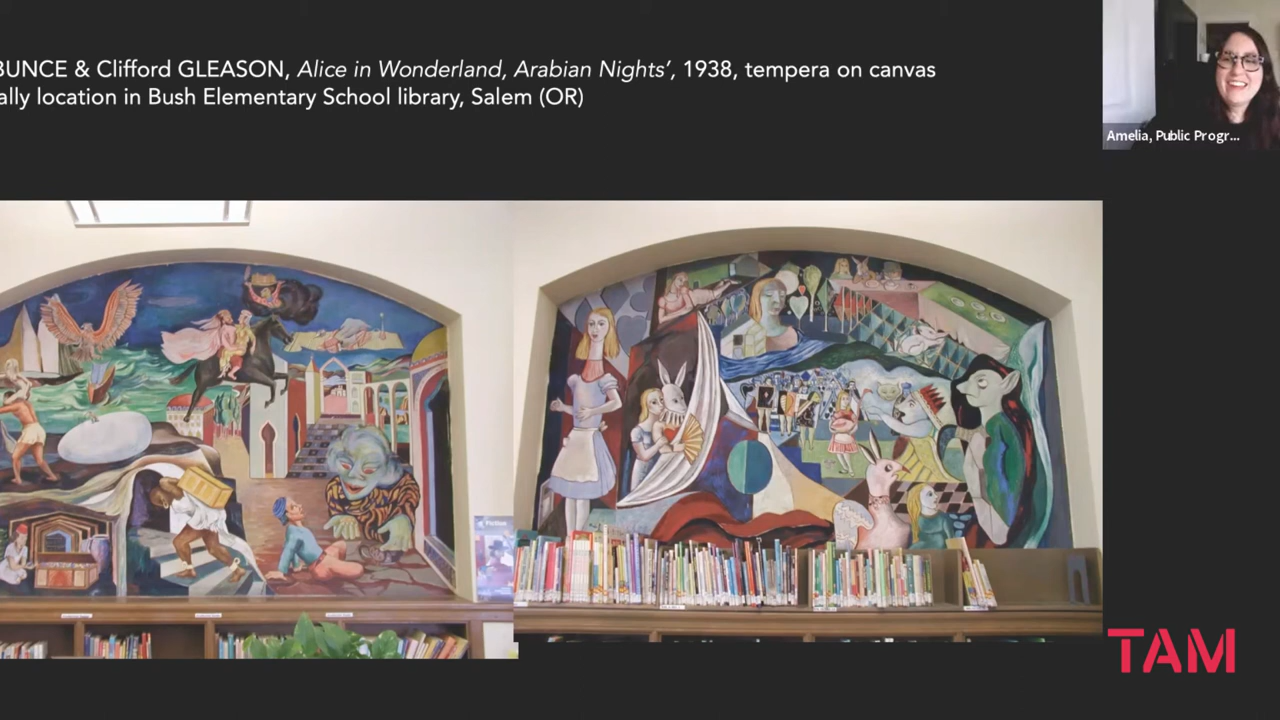 BUNCE & Clifford GLEASON, Alice in Wonderland, Arabian Nights', 1938, tempera on canvas
ally location in Bush Elementary School library, Salem (OR)
Amelia, Public Progr...
Fiction
TAM